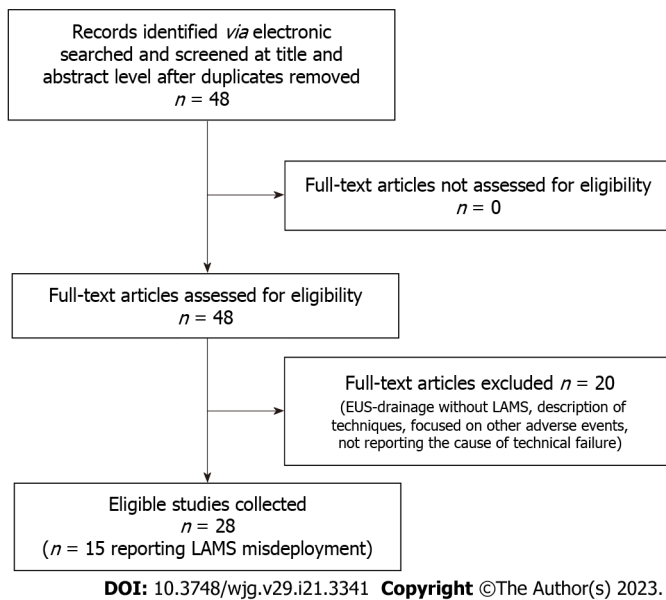 Records identified via electronic
searched and screened at title and
abstract level after duplicates removed
n = 48
Full-text articles not assessed for eligibility
n = 0
Full-text articles assessed for eligibility
n = 48
Full-text articles excluded n = 20
(EUS-drainage without LAMS, description of
techniques, focused on other adverse events,
not reporting the cause of technical failure)
Eligible studies collected
n = 28
(n = 15 reporting LAMS misdeployment)
DOI: 10.3748/wjg.v29.i21.3341 Copyright ©The Author(s) 2023.